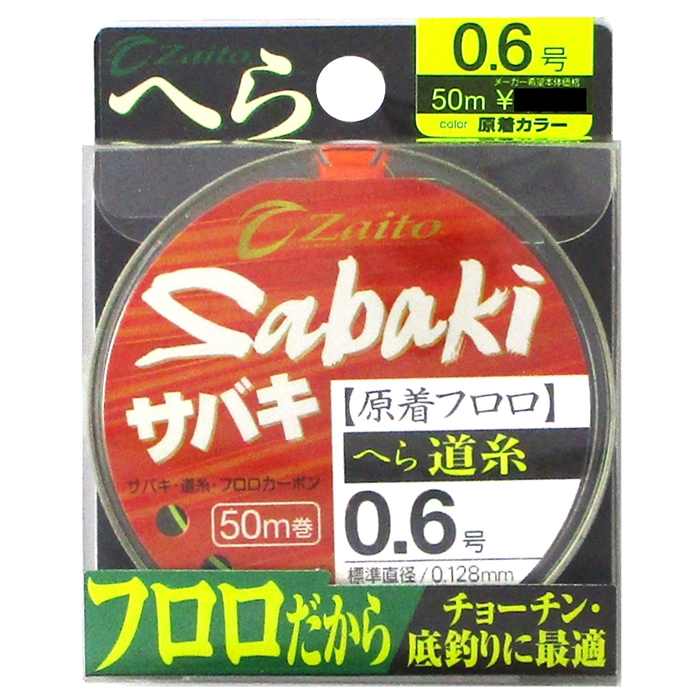 Zaito
へら
0.6号
メーカー希望本体価格
50m ¥
color 原着カラー
Zaito
Sabaki
サバキ
【原着フロロ】
へら 道糸
サバキ・道糸・フロロカーボン
50m巻
0.6号
標準直径/0.128mm
フロロだから
チョーチン・
底釣りに最適